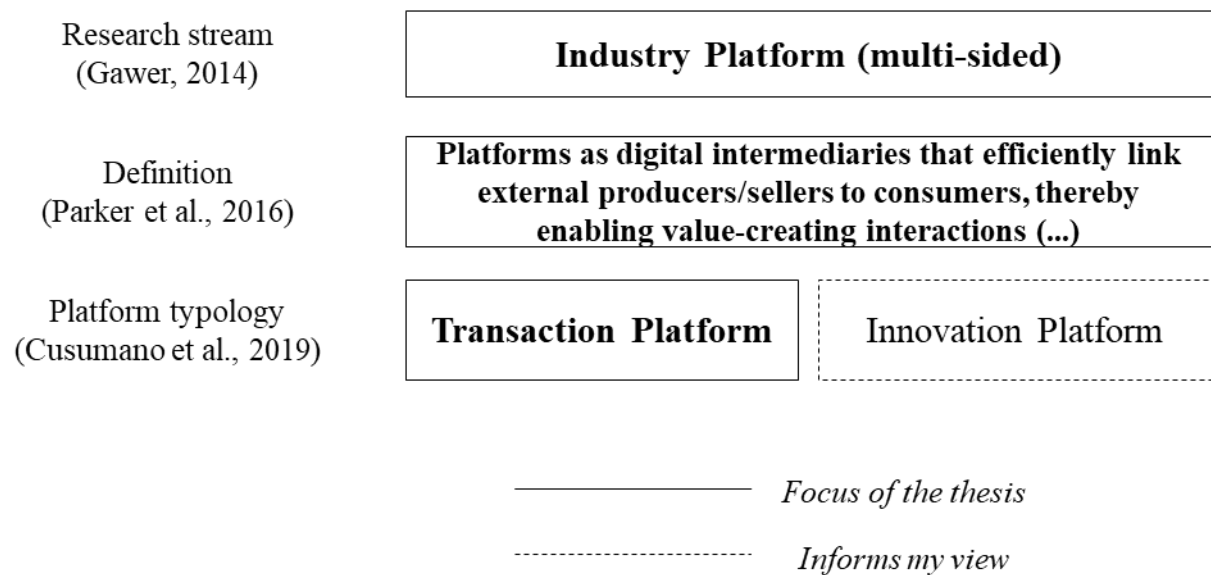 Research stream
(Gawer, 2014)
Industry Platform (multi-sided)
Definition
(Parker et al., 2016)
Platforms as digital intermediaries that efficiently link
external producers/sellers to consumers, thereby
enabling value-creating interactions (...)
Platform typology
(Cusumano et al., 2019)
Transaction Platform
Innovation Platform
Focus of the thesis
Informs my view